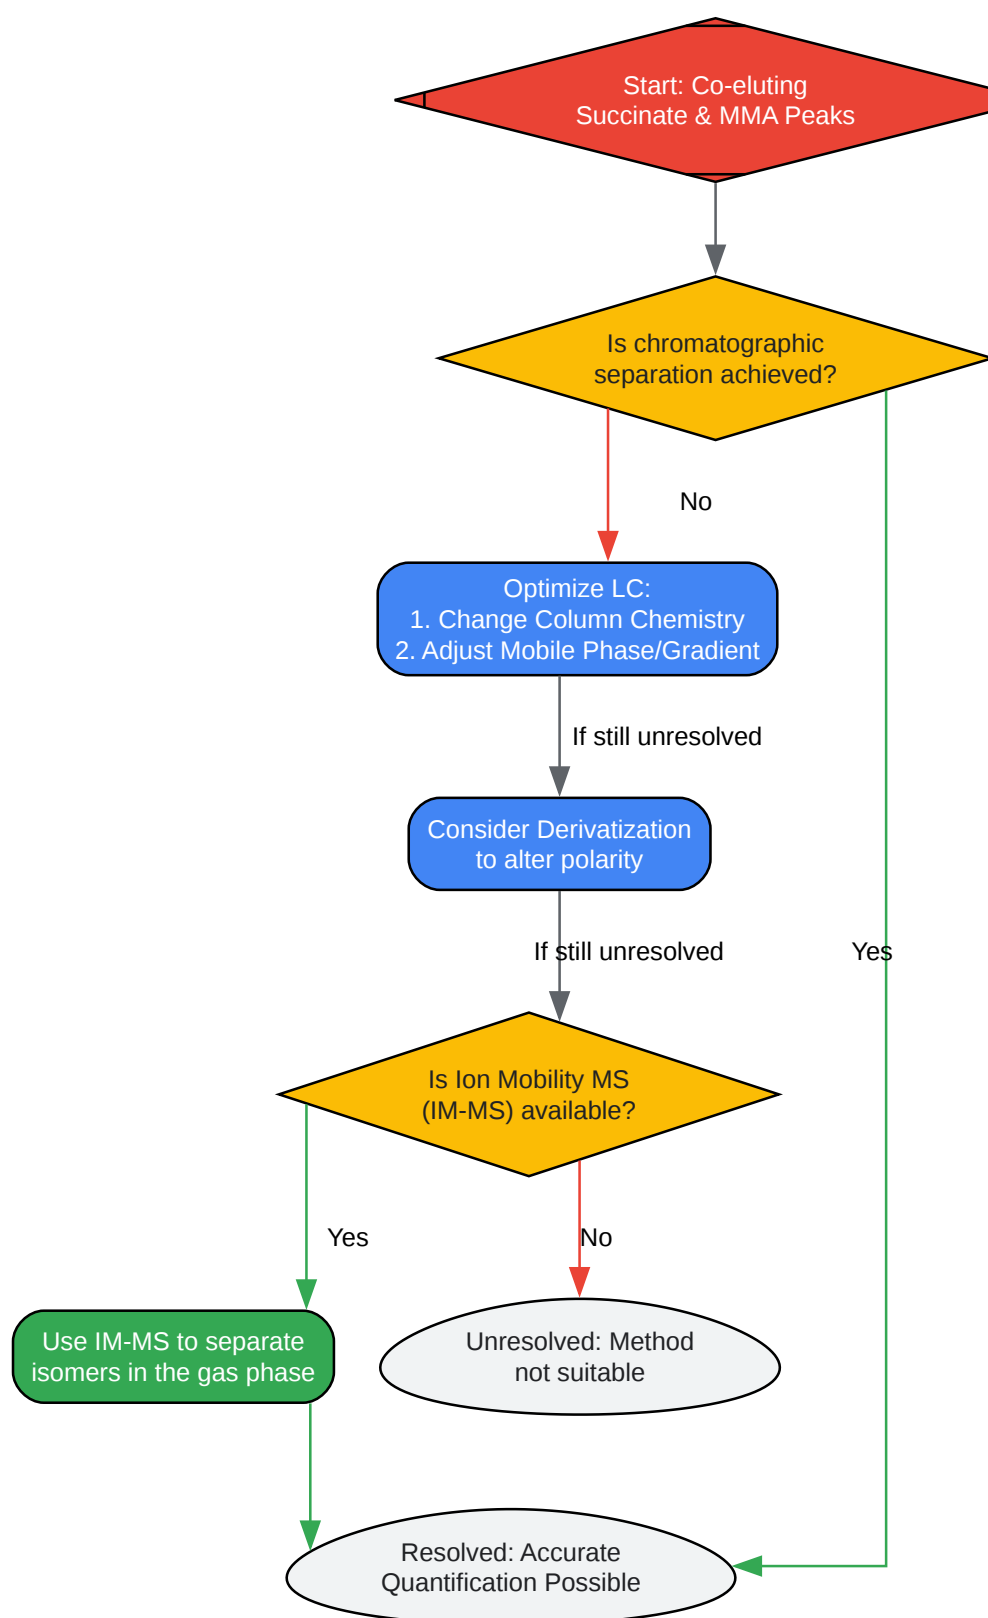 Start: Co-eluting
Succinate & MMA Peaks
Is chromatographic
separation achieved?
No
Optimize LC:
1. Change Column Chemistry
2. Adjust Mobile Phase/Gradient
If still unresolved
Consider Derivatization
to alter polarity
If still unresolved
Yes
Is Ion Mobility MS
(IM-MS) available?
Yes
No
Use IM-MS to separate
isomers in the gas phase
Unresolved: Method
not suitable
Resolved: Accurate
Quantification Possible